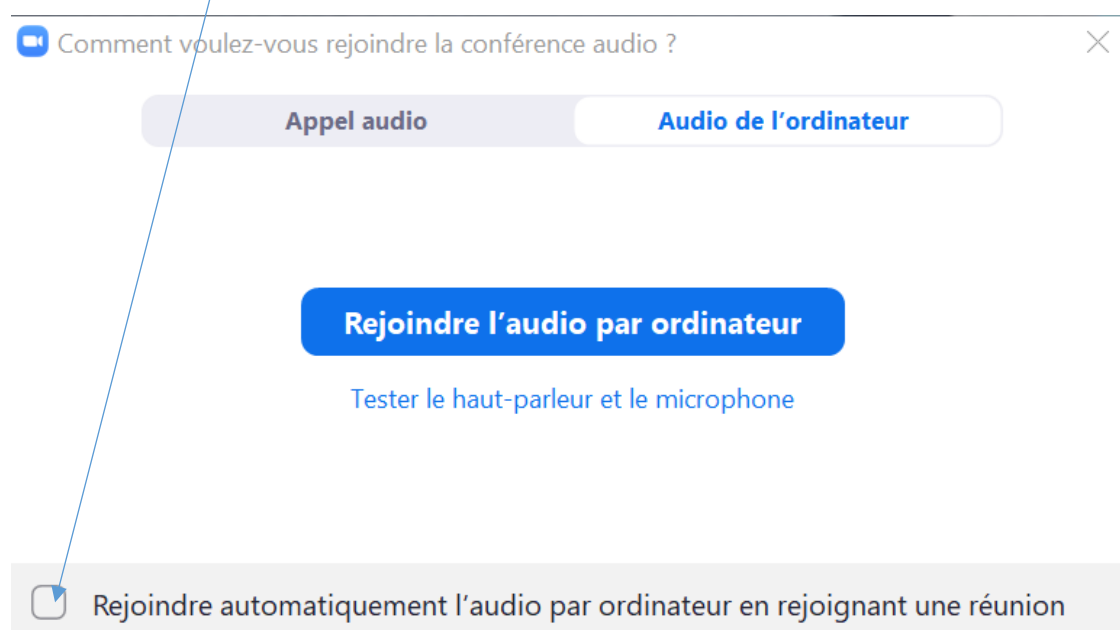 Comment voulez-vous rejoindre la conférence audio ?
Appel audio
Audio de l'ordinateur
Rejoindre l'audio par ordinateur
Tester le haut-parleur et le microphone
Rejoindre automatiquement l'audio par ordinateur en rejoignant une réunion